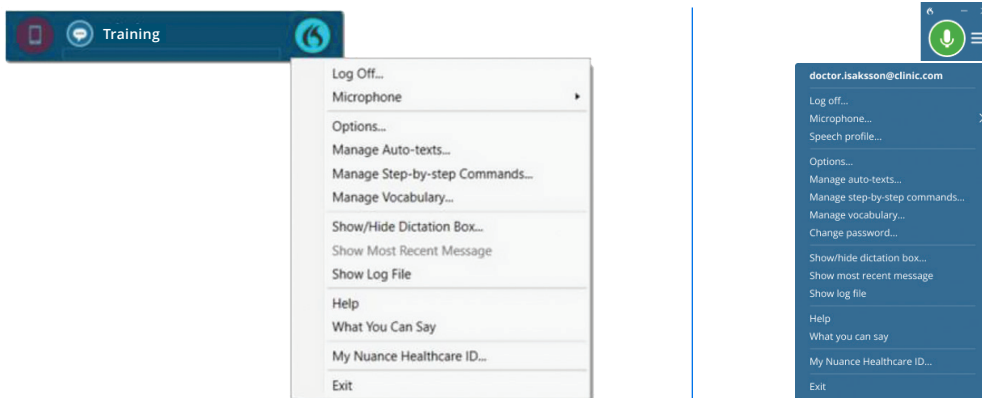 Training
Log Off...
Microphone
Options...
Manage Auto-texts...
Manage Step-by-step Commands...
Manage Vocabulary...
Show/Hide Dictation Box...
Show Most Recent Message
Show Log File
Help
What You Can Say
My Nuance Healthcare ID...
Exit
doctor.isaksson@clinic.com
Log off...
Microphone...
Speech profile...
Options...
Manage auto-texts...
Manage step-by-step commands...
Manage vocabulary...
Change password...
Show/hide dictation box...
Show most recent message
Show log file
Help
What you can say
My Nuance Healthcare ID...
Exit